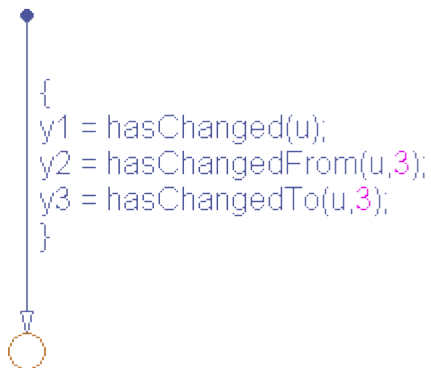 {
y1 = hasChanged(u);
y2 = hasChangedFrom(u,3);
y3 = hasChangedTo(u,3);
}